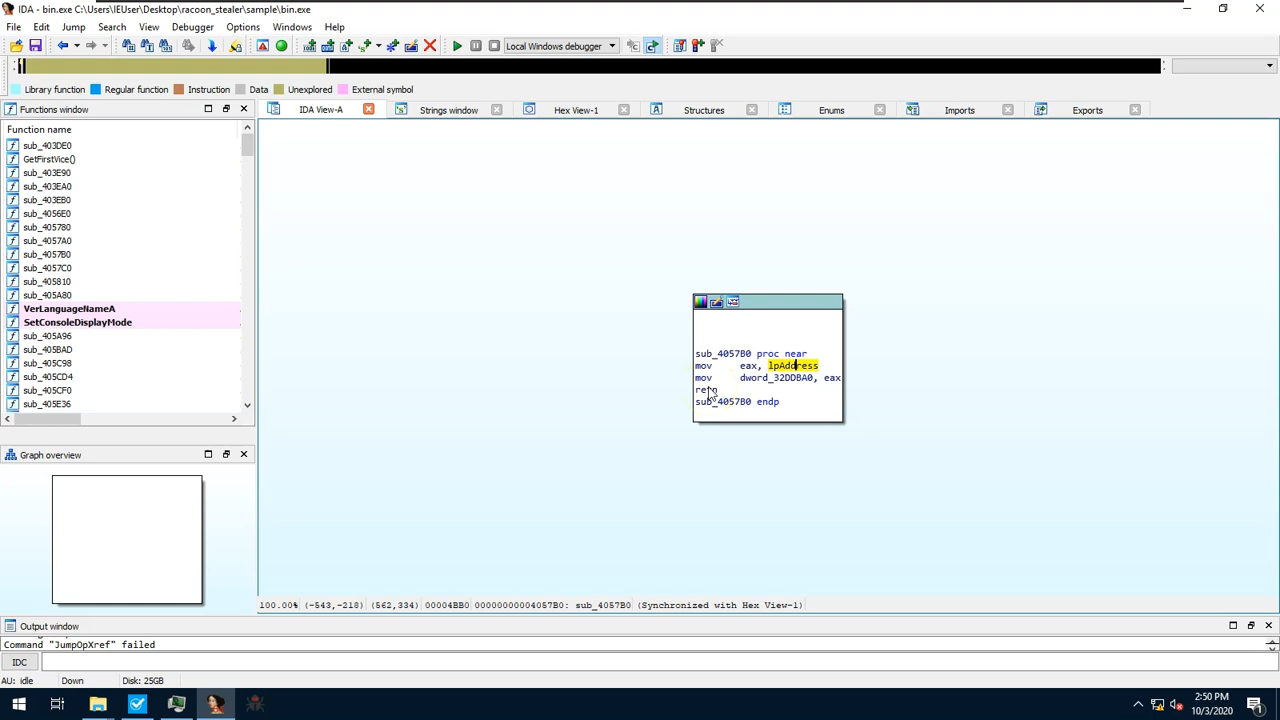 IDA - bin.exe C:\Users\IEUser\Desktop\racoon_stealer\sample\bin.exe
File Edit Jump Search View Debugger Options Windows Help
Local Windows debugger
Library function Regular function Instruction Data Unexplored External symbol
Functions window
IDA View-A Strings window Hex View-1 Structures Enums Imports Exports
Function name
sub_403DE0
GetFirstVice()
sub_403E90
sub_403EA0
sub_403EB0
sub_4056E0
sub_405780
sub_4057A0
sub_4057B0
sub_4057C0
sub_405810
sub_405A80
VerLanguageNameA
SetConsoleDisplayMode
sub_405A96
sub_405BAD
sub_405C98
sub_405CD4
sub_405CF0
sub_405E36
sub_4057B0 proc near
mov eax, lpAddress
mov dword_32DDBA0, eax
retn
sub_4057B0 endp
Graph overview
100.00% (-543,-218) (562,334) 00004BB0 00000000004057B0: sub_4057B0 (Synchronized with Hex View-1)
Output window
Command "JumpOpXref" failed
IDC
AU: idle Down Disk: 25GB
2:50 PM
10/3/2020
1